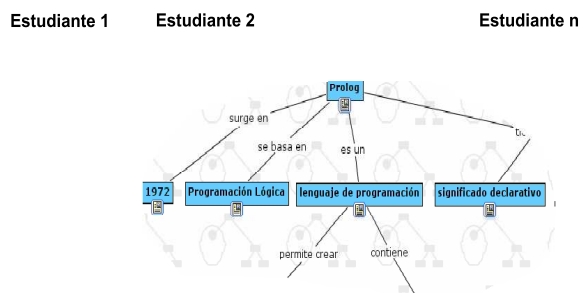 Estudiante 1 Estudiante 2 Estudiante n
Prolog
surge en
se basa en
es un
1972 Programación Lógica lenguaje de programación significado declarativo
permite crear
contiene